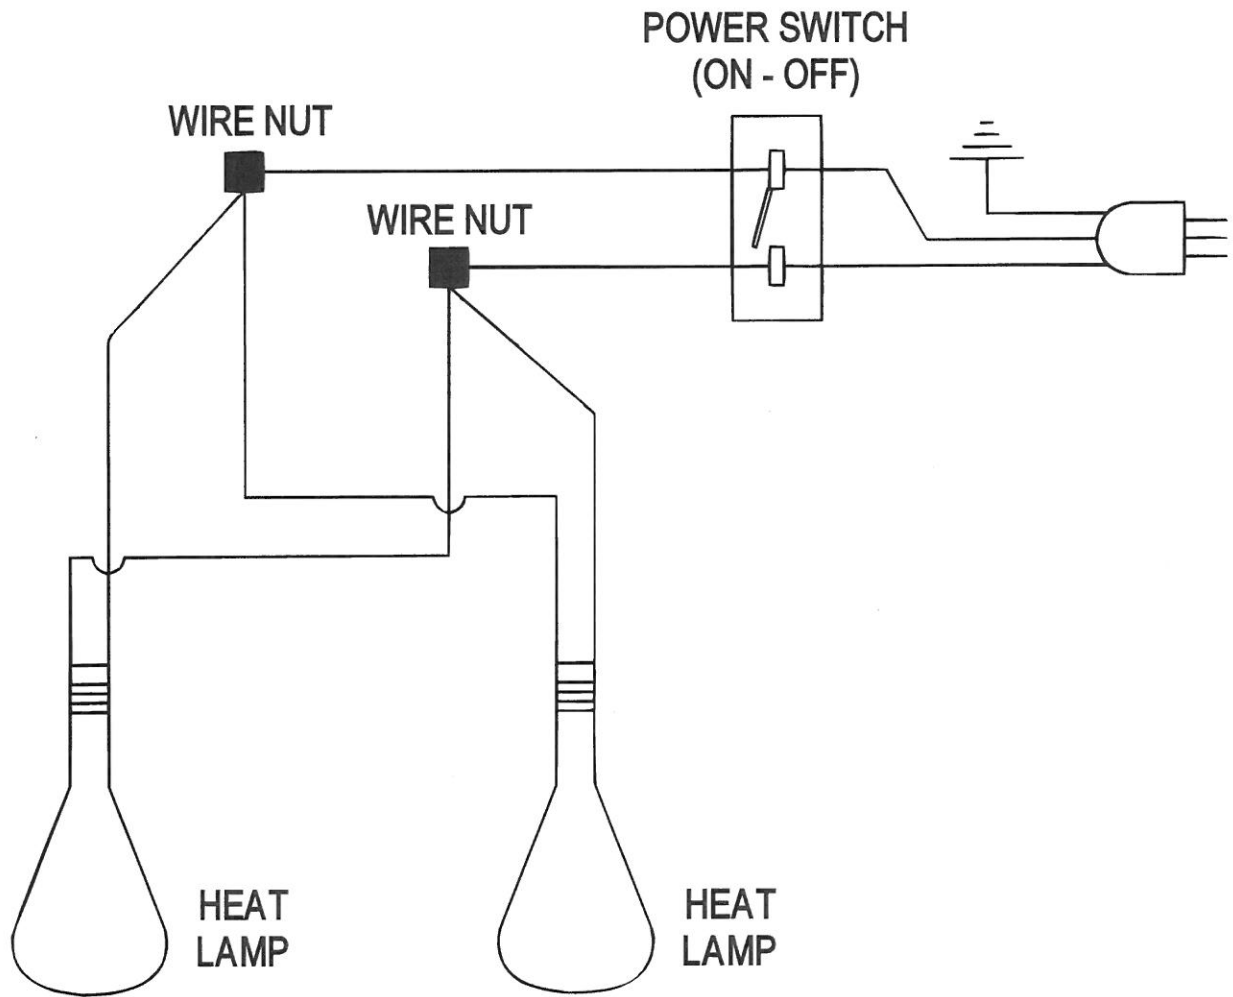 POWER SWITCH
(ON - OFF)
WIRE NUT
WIRE NUT
HEAT
LAMP
HEAT
LAMP